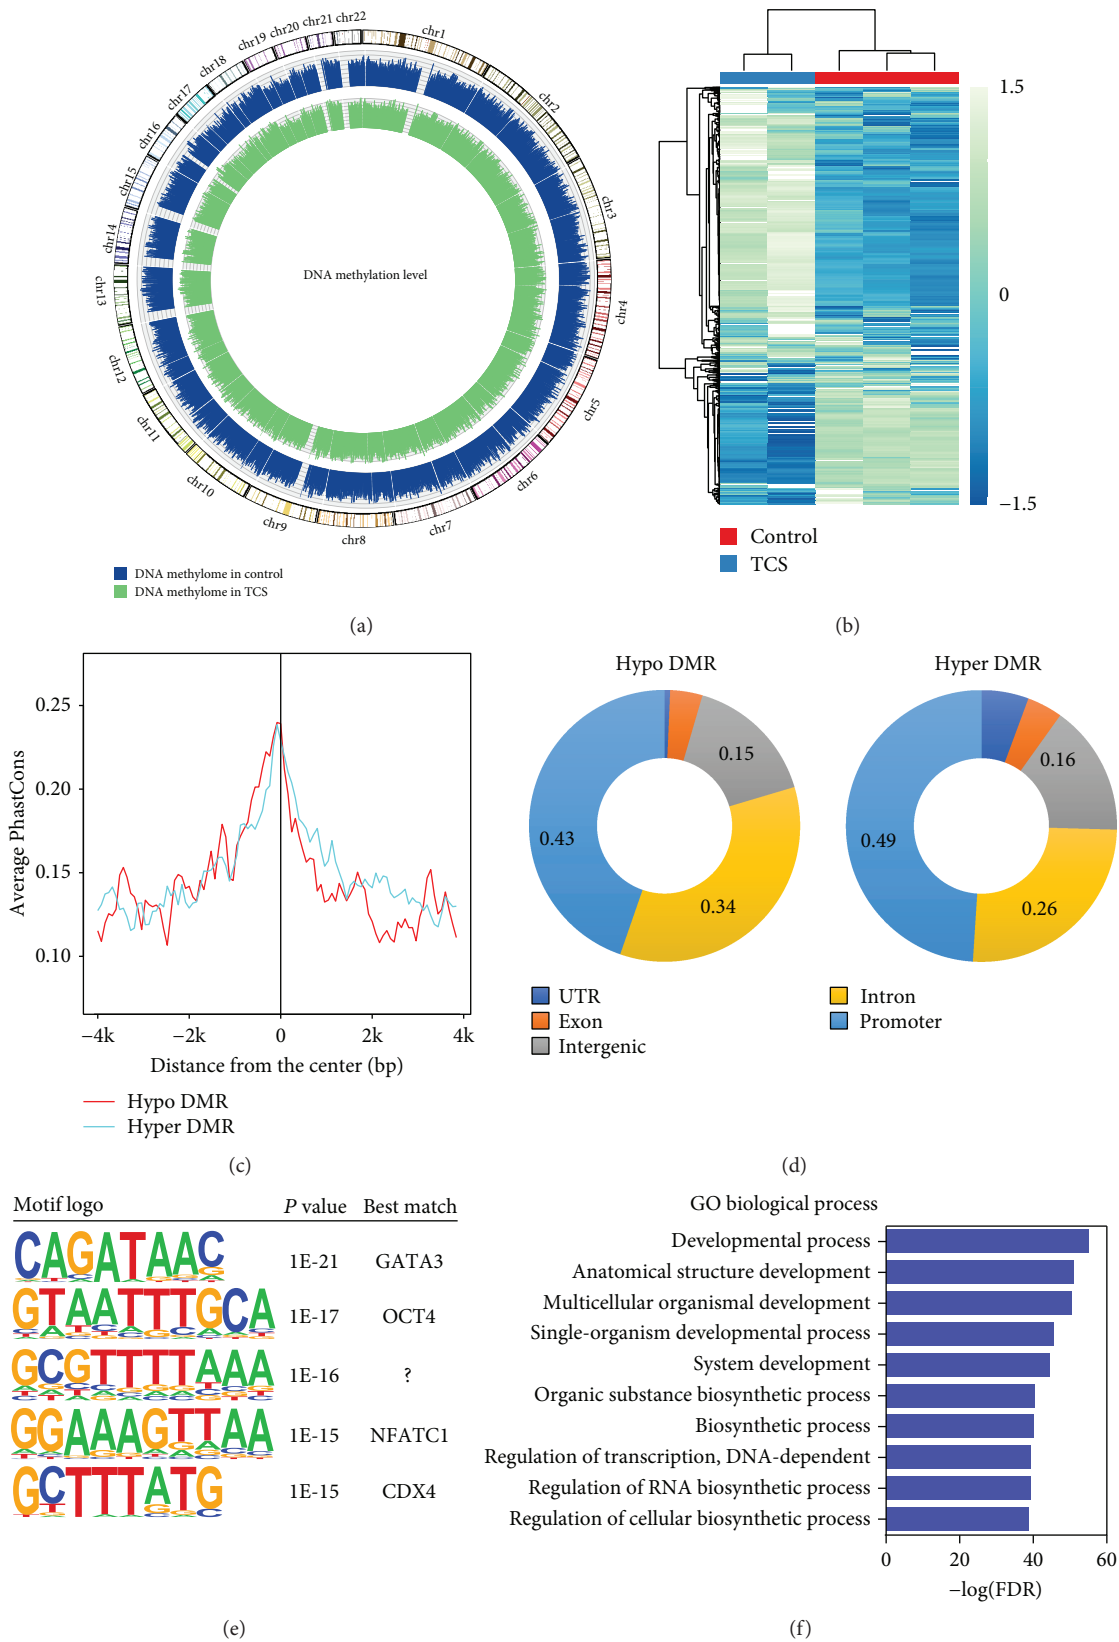 chr1
chr2
chr3
chr4
chr5
chr6
chr7
chr8
chr9
chr10
chr11
chr12
chr13
chr14
chr15
chr16
chr17
chr18
chr19
chr20
chr21
chr22
DNA methylation level
DNA methylome in control
DNA methylome in TCS
(a)
1.5
0
−1.5
Control
TCS
(b)
Average PhastCons
0.25
0.20
0.15
0.10
−4k −2k 0 2k 4k
Distance from the center (bp)
Hypo DMR
Hyper DMR
(c)
Hypo DMR
0.15
0.43
0.34
Hyper DMR
0.16
0.49
0.26
UTR
Exon
Intergenic
Intron
Promoter
(d)
Motif logo P value Best match
CAGATAAC 1E-21 GATA3
GTAATTTGCA 1E-17 OCT4
GCGTTTTAAA 1E-16 ?
GGAAAGTTAA 1E-15 NFATC1
GCTTTATG 1E-15 CDX4
(e)
GO biological process
Developmental process
Anatomical structure development
Multicellular organismal development
Single-organism developmental process
System development
Organic substance biosynthetic process
Biosynthetic process
Regulation of transcription, DNA-dependent
Regulation of RNA biosynthetic process
Regulation of cellular biosynthetic process
0 20 40 60
−log(FDR)
(f)